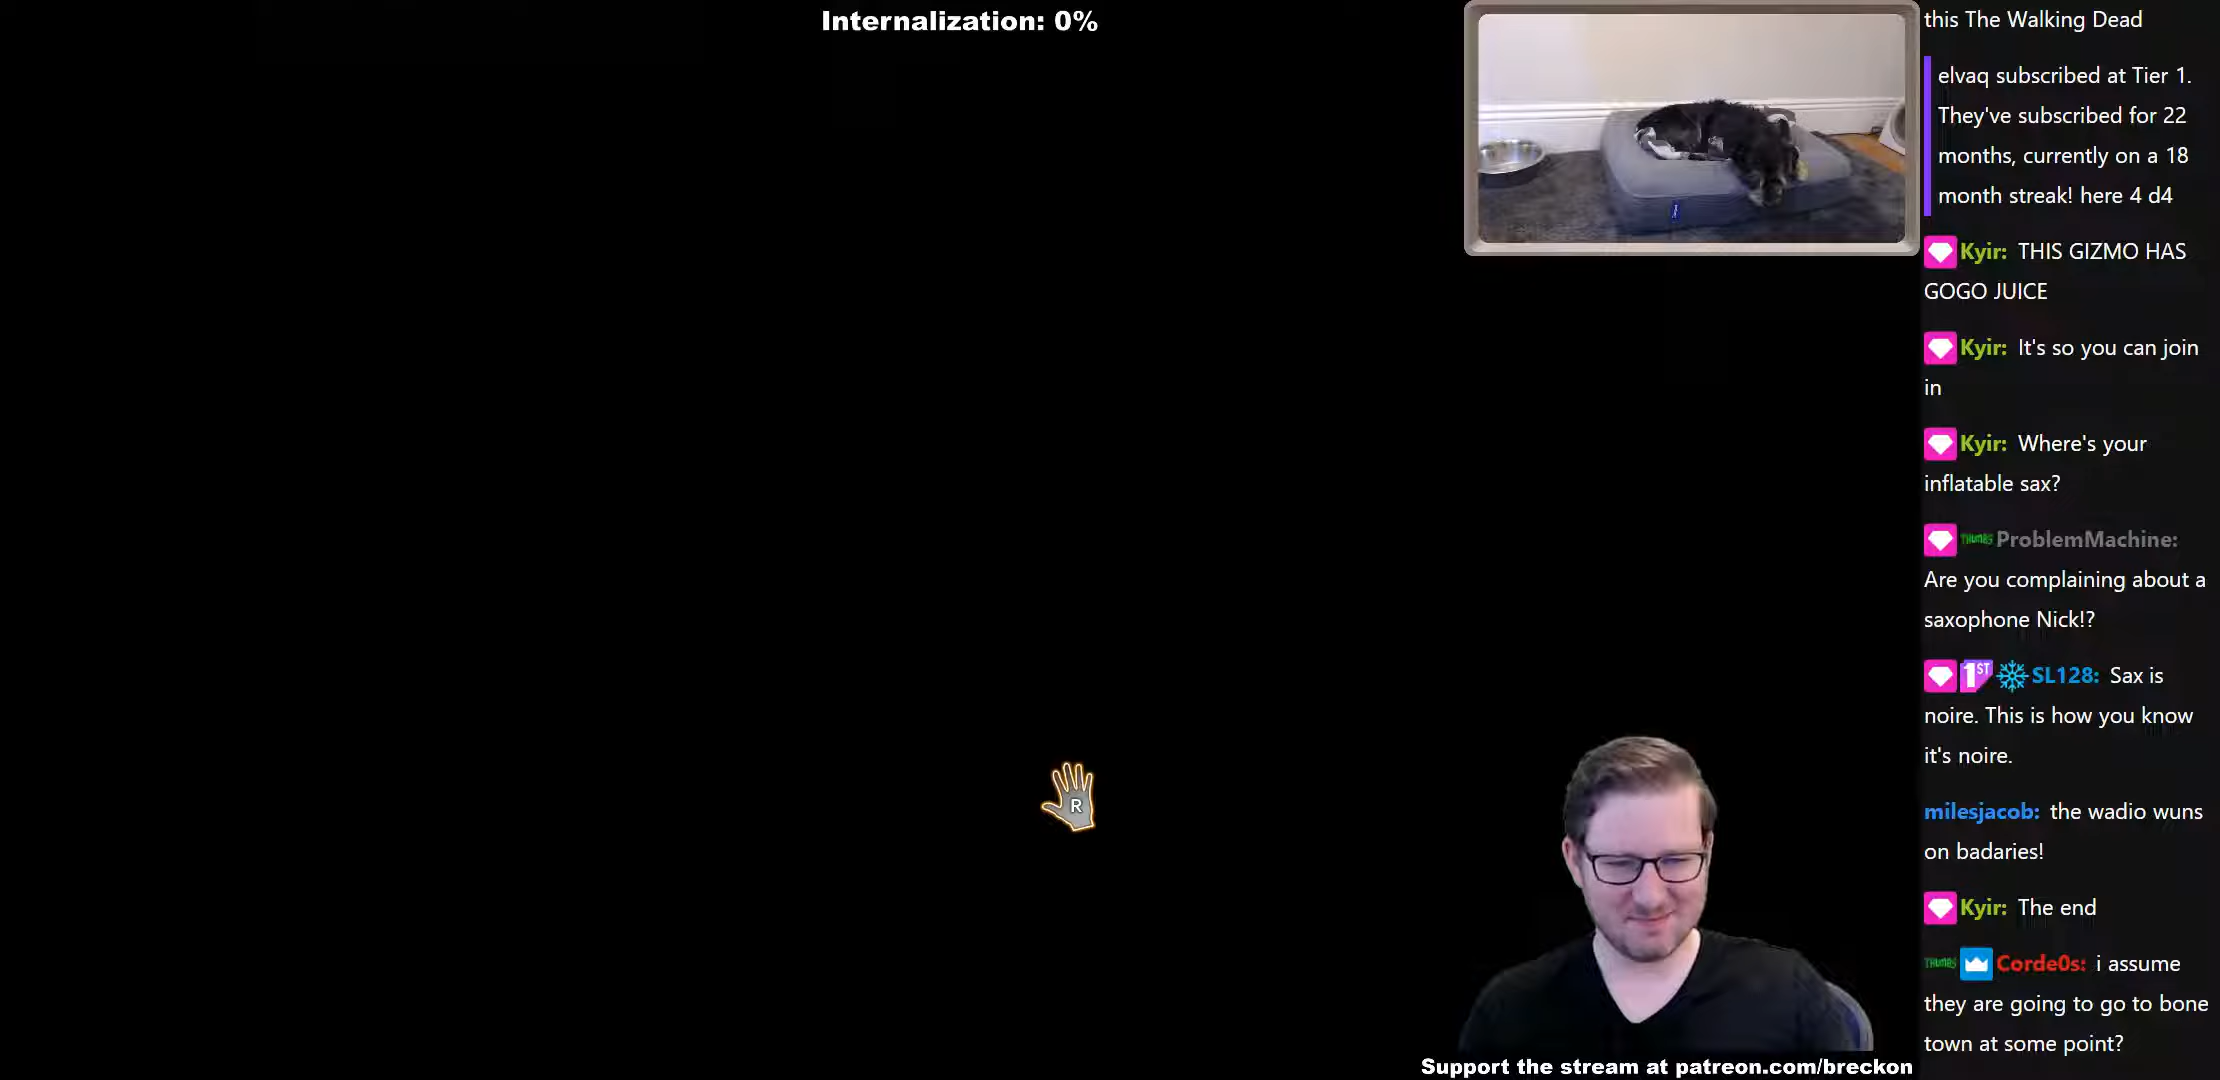 Internalization: 0%
this The Walking Dead
elvaq subscribed at Tier 1.
They've subscribed for 22
months, currently on a 18
month streak! here 4 d4
Kyir: THIS GIZMO HAS
GOGO JUICE
Kyir: It's so you can join
in
Kyir: Where's your
inflatable sax?
THUMBS ProblemMachine:
Are you complaining about a
saxophone Nick!?
1ST SL128: Sax is
noire. This is how you know
it's noire.
milesjacob: the wadio wuns
on badaries!
Kyir: The end
THUMBS Corde0s: i assume
they are going to go to bone
town at some point?
R
Support the stream at patreon.com/breckon